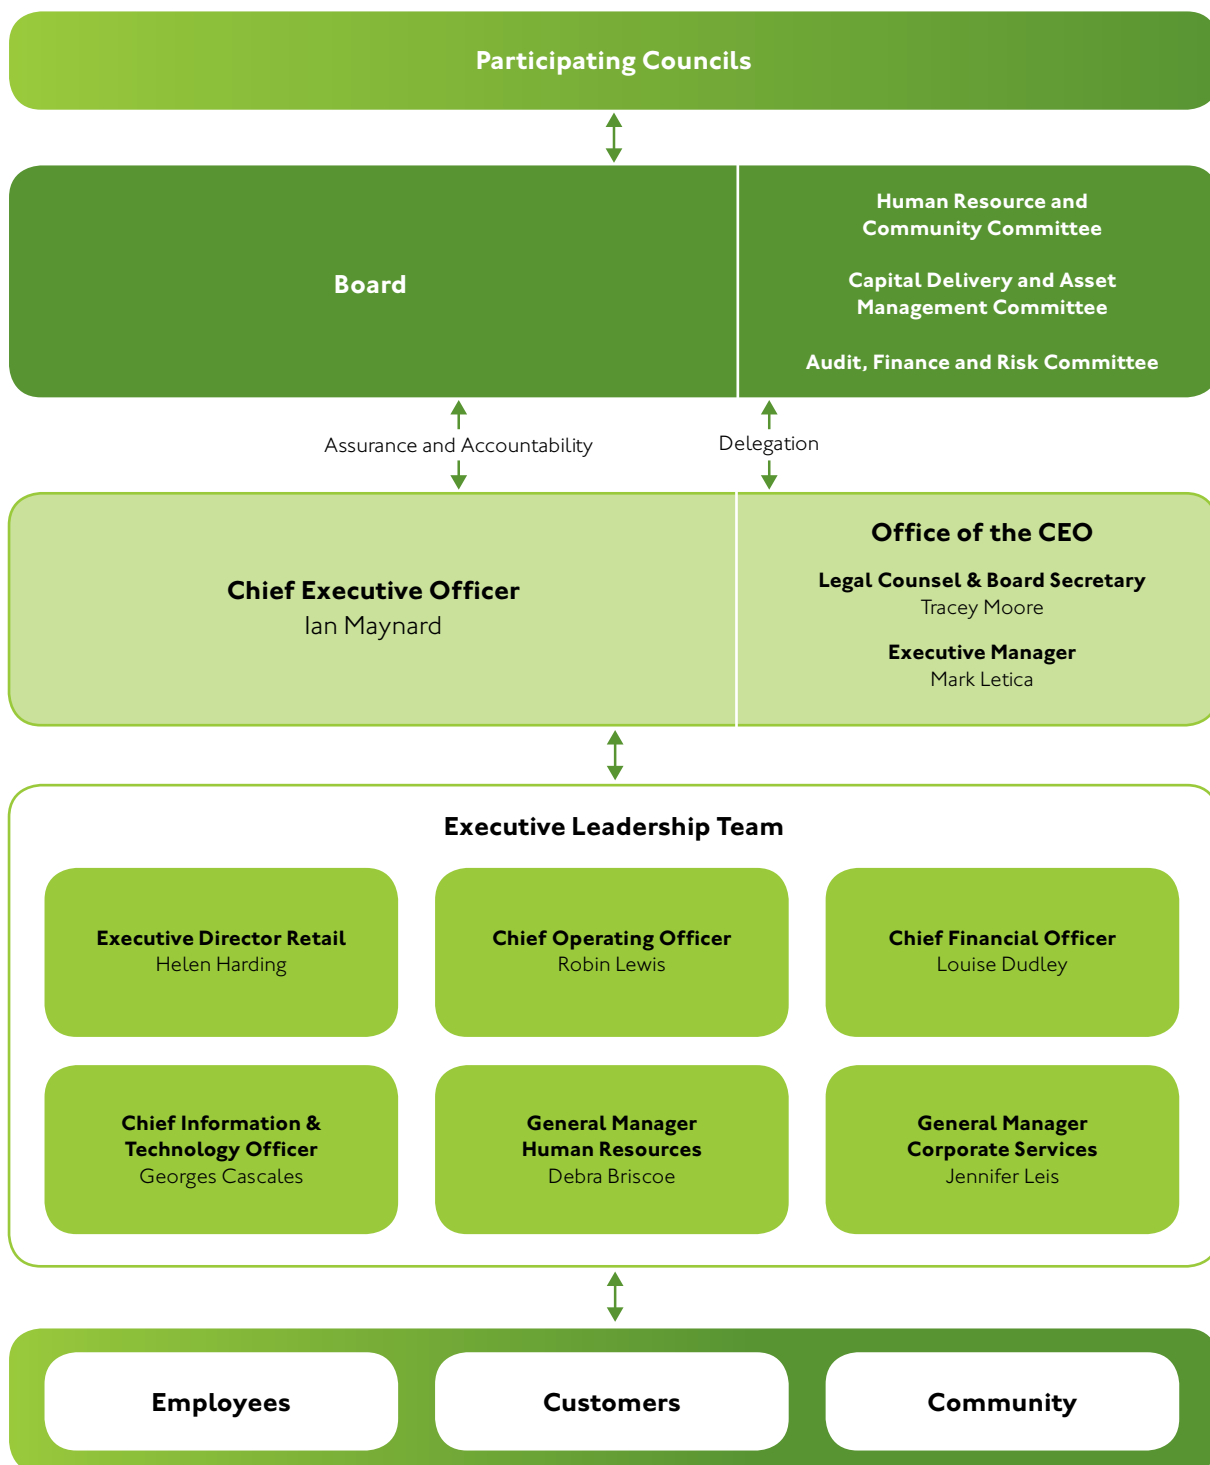 Participating Councils
Board
Human Resource and
Community Committee
Capital Delivery and Asset
Management Committee
Audit, Finance and Risk Committee
Assurance and Accountability
Delegation
Chief Executive Officer
Ian Maynard
Office of the CEO
Legal Counsel & Board Secretary
Tracey Moore
Executive Manager
Mark Letica
Executive Leadership Team
Executive Director Retail
Helen Harding
Chief Operating Officer
Robin Lewis
Chief Financial Officer
Louise Dudley
Chief Information &
Technology Officer
Georges Cascales
General Manager
Human Resources
Debra Briscoe
General Manager
Corporate Services
Jennifer Leis
Employees
Customers
Community